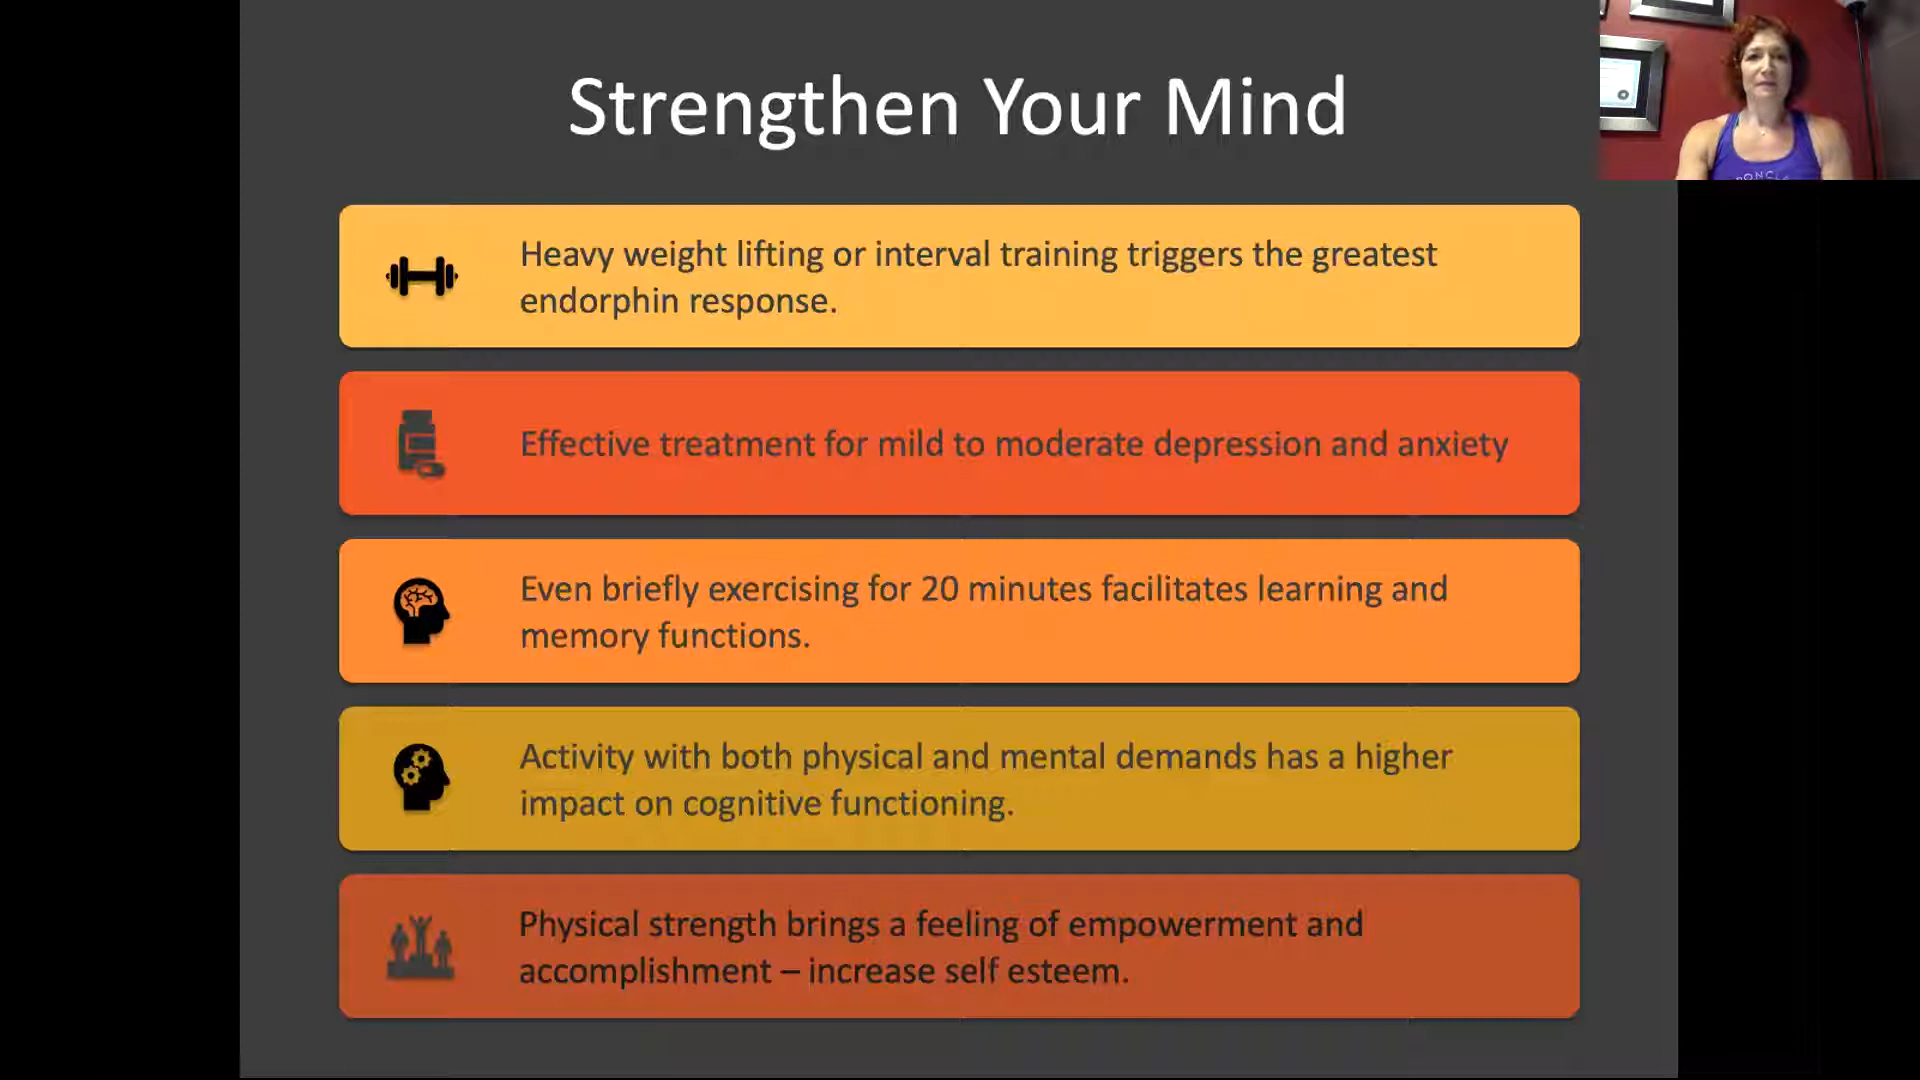 Strengthen Your Mind
Heavy weight lifting or interval training triggers the greatest
endorphin response.
Effective treatment for mild to moderate depression and anxiety
Even briefly exercising for 20 minutes facilitates learning and
memory functions.
Activity with both physical and mental demands has a higher
impact on cognitive functioning.
Physical strength brings a feeling of empowerment and
accomplishment – increase self esteem.